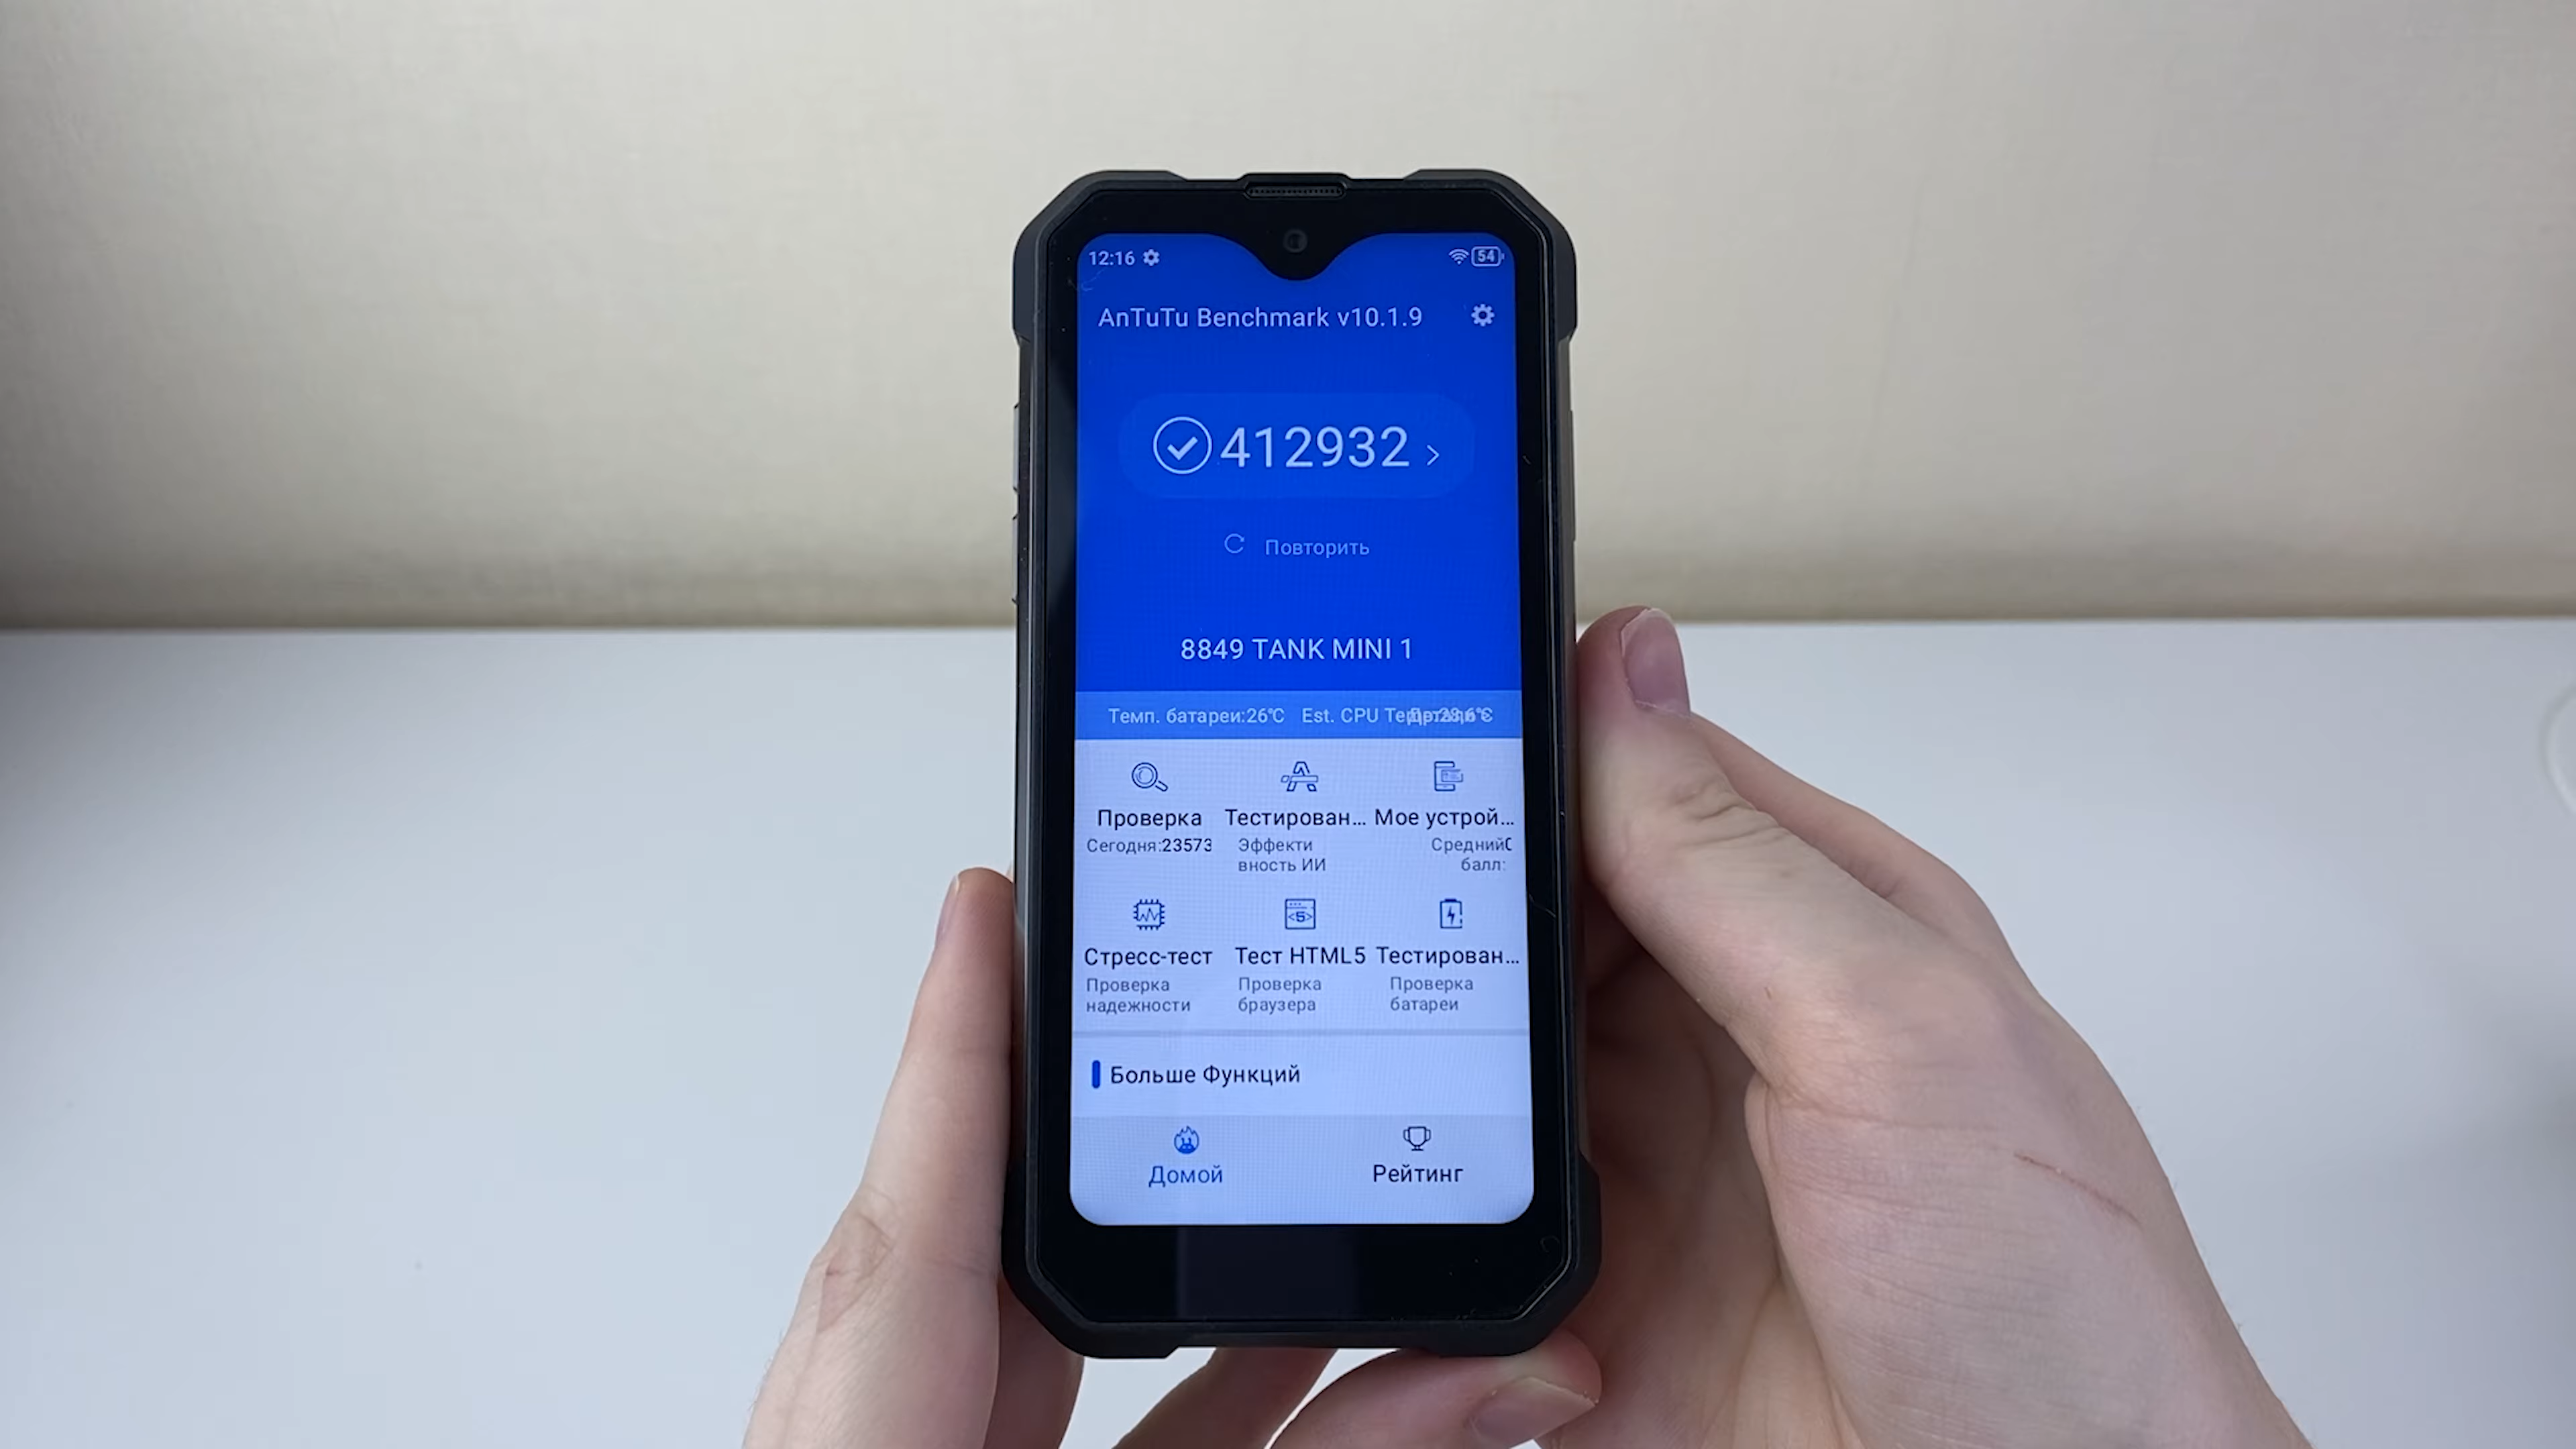 12:16 54
AnTuTu Benchmark v10.1.9
412932
Повторить
8849 TANK MINI 1
Темп. батареи:26℃ Est. CPU
Проверка Тестирован... Мое устрой...
Сегодня:23573 Эффекти Средний
вность ИИ балл:
Стресс-тест Тест HTML5 Тестирован...
Проверка Проверка Проверка
надежности браузера батареи
Больше Функций
Домой Рейтинг